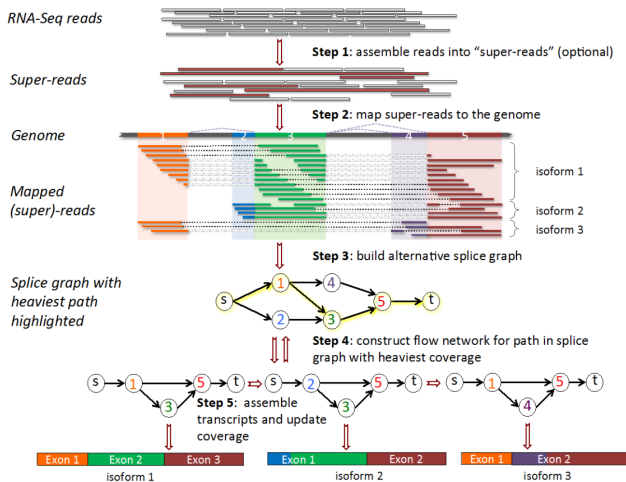 RNA-Seq reads
Step 1: assemble reads into “super-reads” (optional)
Super-reads
Step 2: map super-reads to the genome
Genome
1 2 3 4 5
isoform 1
Mapped
(super)-reads
isoform 2
isoform 3
Step 3: build alternative splice graph
Splice graph with
heaviest path
highlighted
1 4
s 5 t
2 3
Step 4: construct flow network for path in splice
graph with heaviest coverage
s 1 5 t s 2 5 t s 1 5 t
3 3 4
Step 5: assemble
transcripts and update
coverage
Exon 1 Exon 2 Exon 3
Exon 1 Exon 2 Exon 2
Exon 1 Exon 2
isoform 1
isoform 2
isoform 3